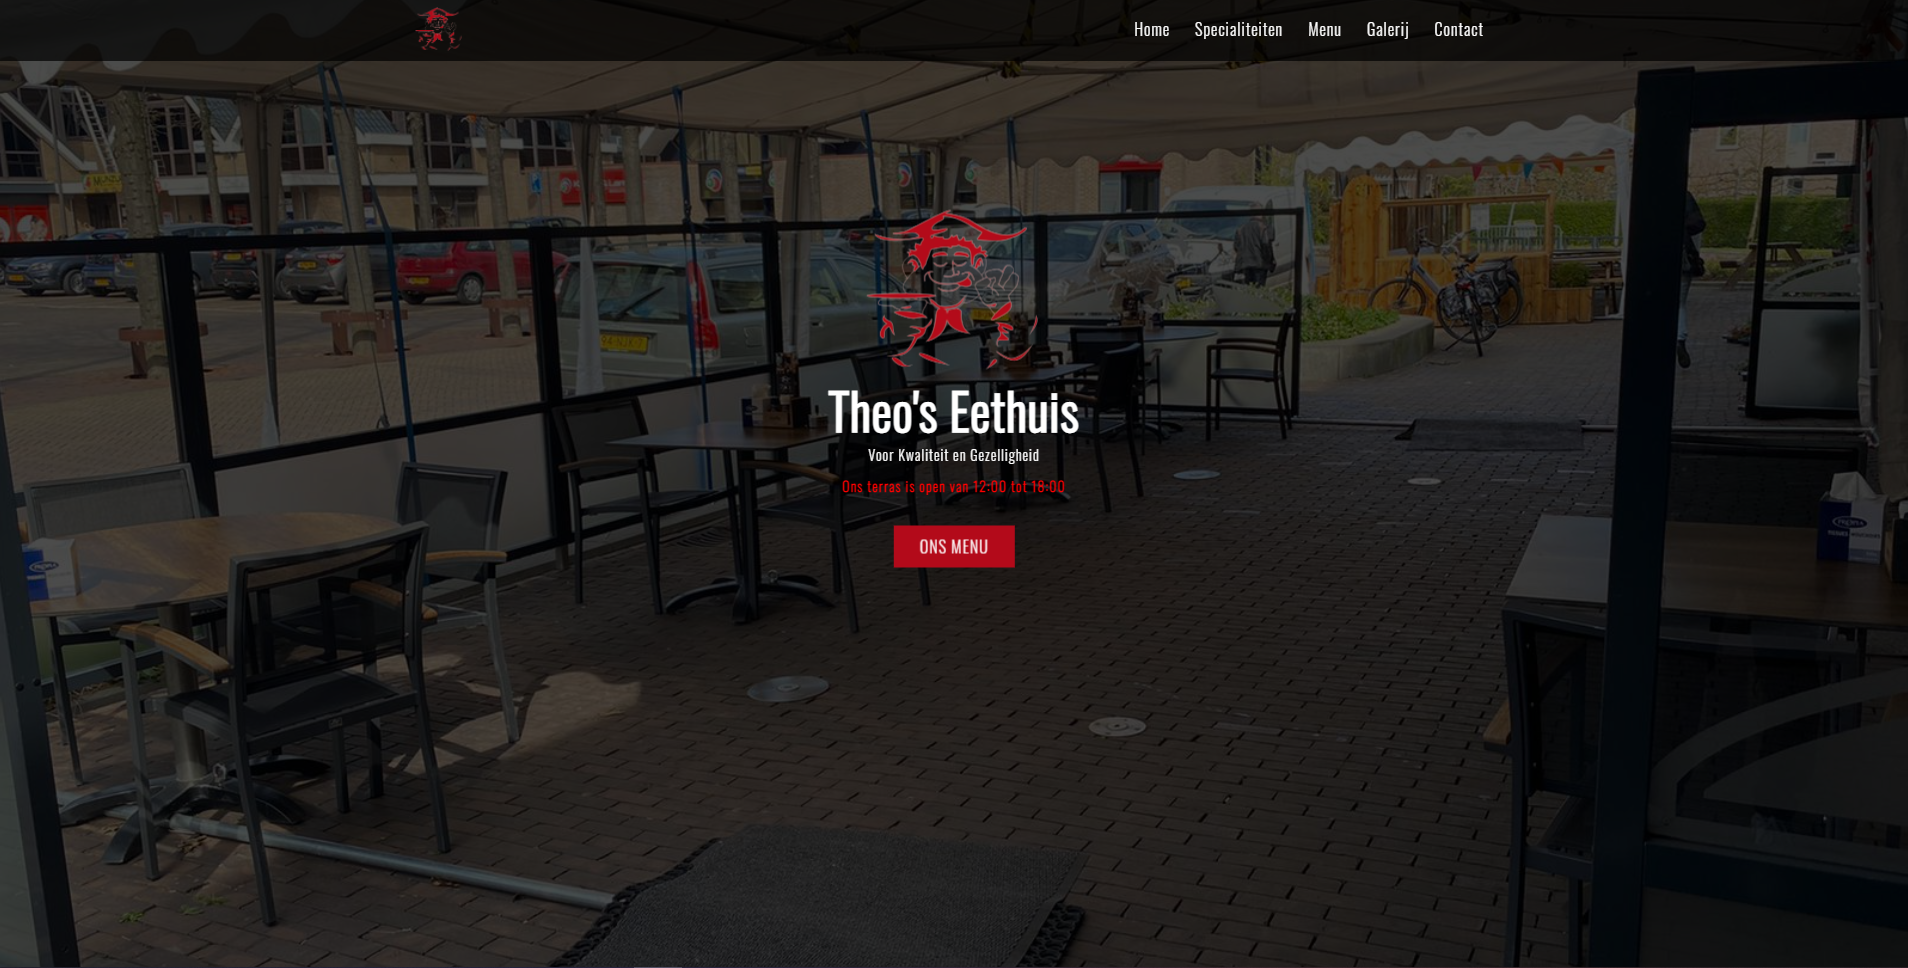 Home Specialiteiten Menu Galerij Contact
Theo's Eethuis
Voor Kwaliteit en Gezelligheid
Ons terras is open van 12:00 tot 18:00
ONS MENU